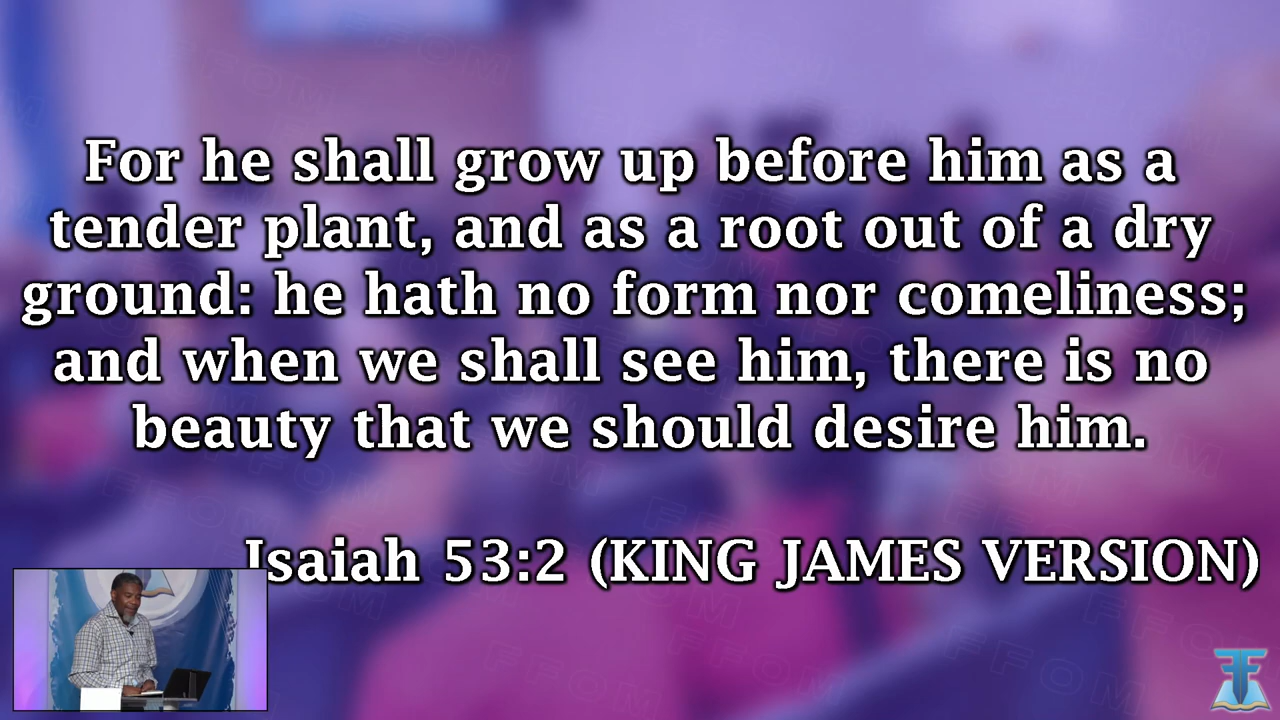 For he shall grow up before him as a
tender plant, and as a root out of a dry
ground: he hath no form nor comeliness;
and when we shall see him, there is no
beauty that we should desire him.
Isaiah 53:2 (KING JAMES VERSION)
FFOM